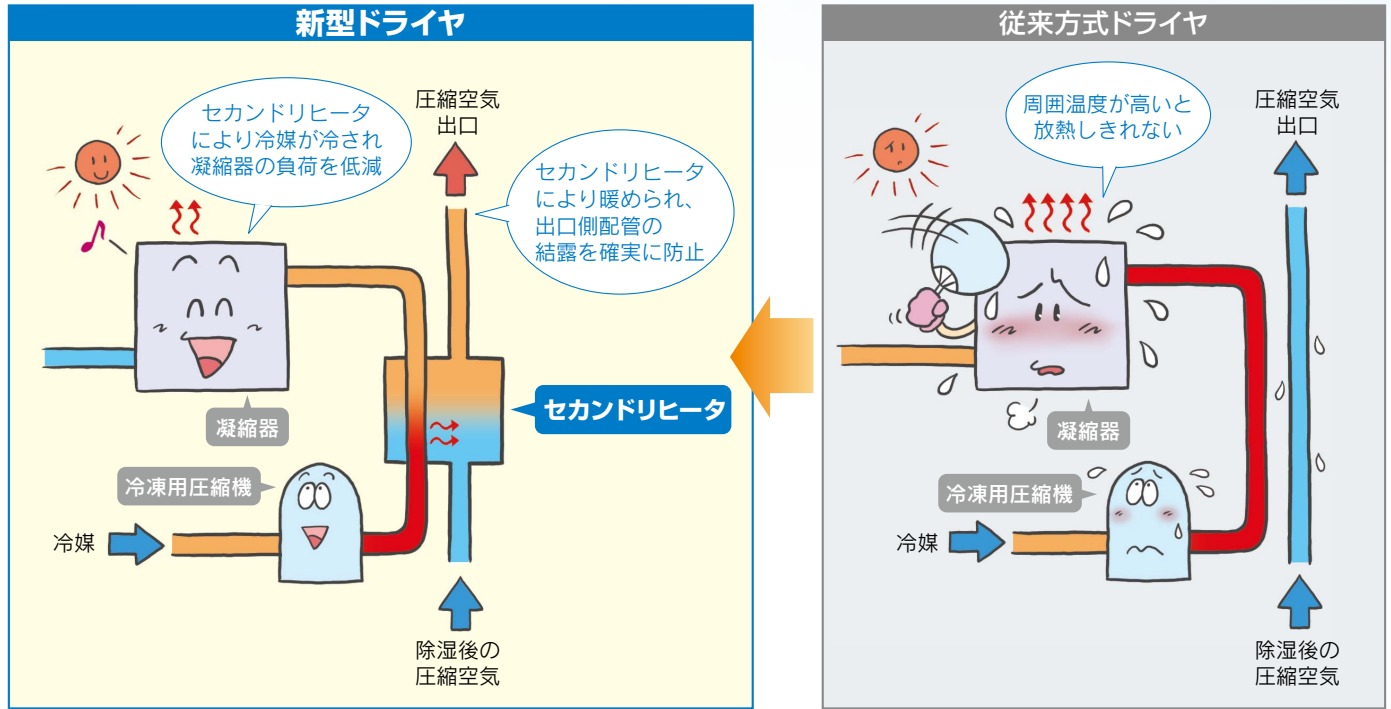 新型ドライヤ
セカンドリヒータ
により冷媒が冷され
凝縮器の負荷を低減
圧縮空気
出口
セカンドリヒータ
により暖められ、
出口側配管の
結露を確実に防止
セカンドリヒータ
凝縮器
冷凍用圧縮機
冷媒
除湿後の
圧縮空気
従来方式ドライヤ
周囲温度が高いと
放熱しきれない
圧縮空気
出口
凝縮器
冷凍用圧縮機
冷媒
除湿後の
圧縮空気